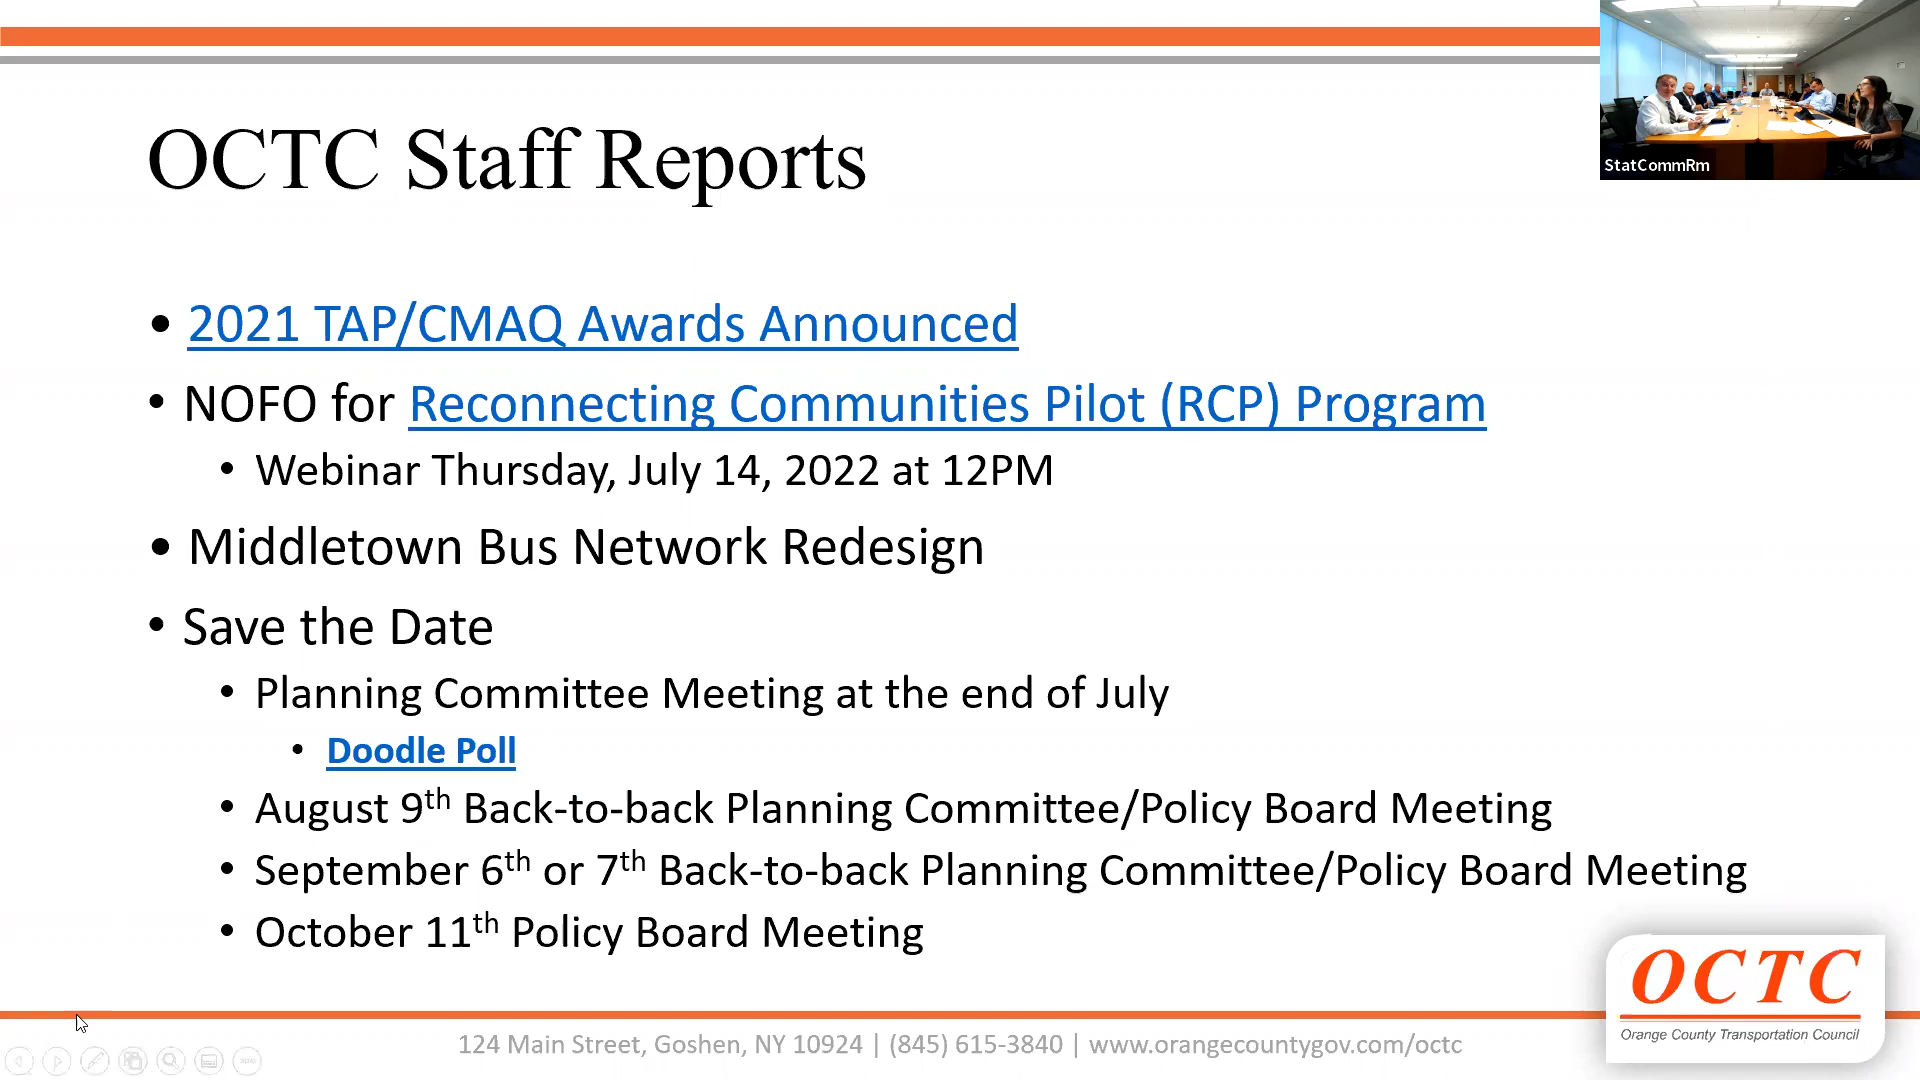 StatCommRm
OCTC Staff Reports
• 2021 TAP/CMAQ Awards Announced
• NOFO for Reconnecting Communities Pilot (RCP) Program
• Webinar Thursday, July 14, 2022 at 12PM
• Middletown Bus Network Redesign
• Save the Date
• Planning Committee Meeting at the end of July
• Doodle Poll
• August 9th Back-to-back Planning Committee/Policy Board Meeting
• September 6th or 7th Back-to-back Planning Committee/Policy Board Meeting
• October 11th Policy Board Meeting
OCTC
Orange County Transportation Council
124 Main Street, Goshen, NY 10924 | (845) 615-3840 | www.orangecountygov.com/octc